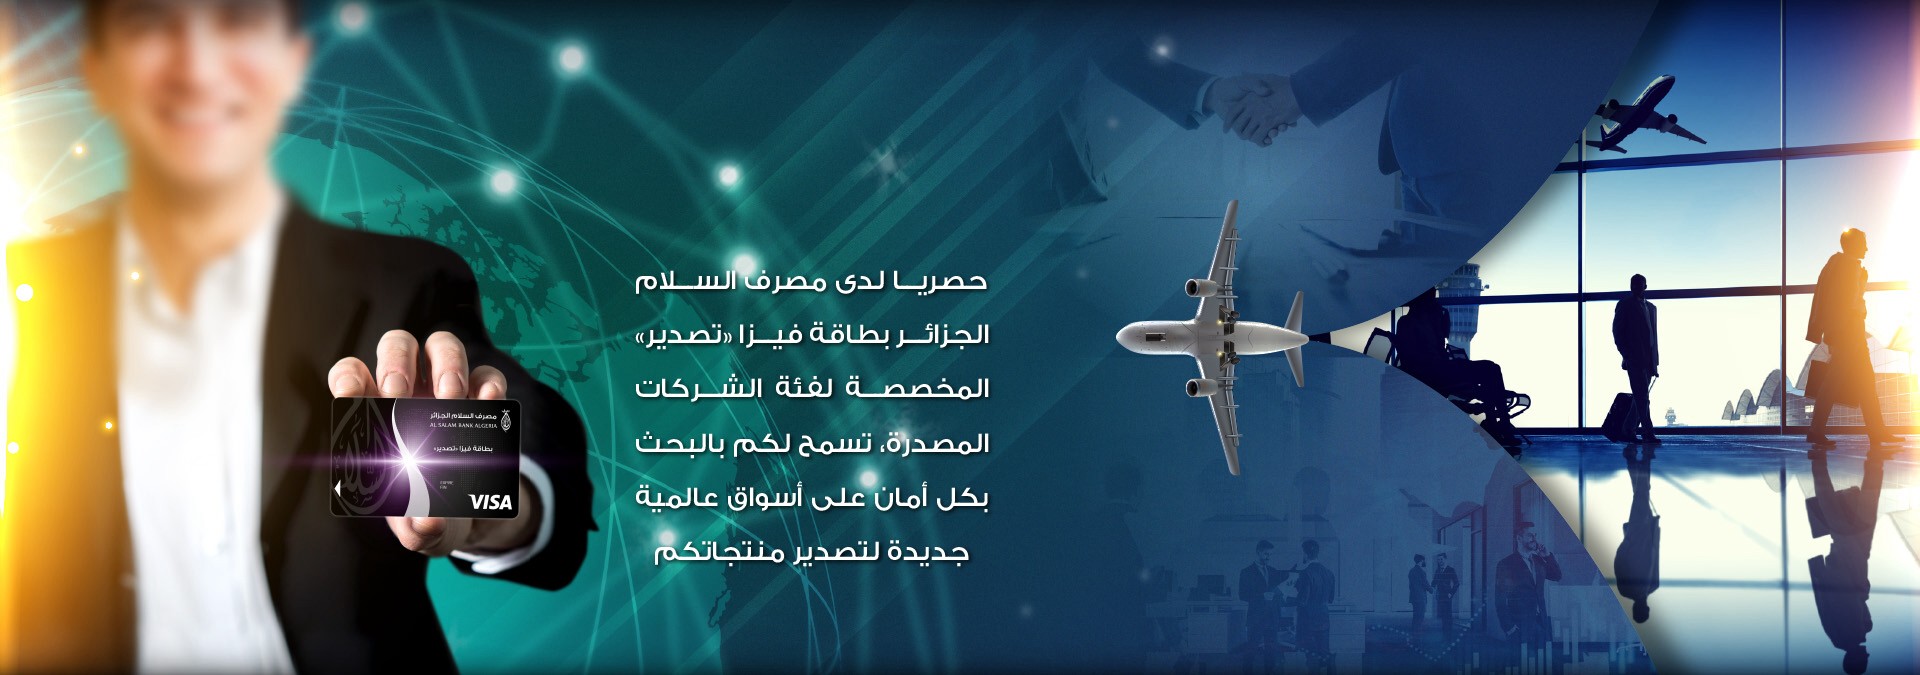 حصريا لدى مصرف السلام
الجزائر بطاقة فيزا «تصدير»
المخصصة لفئة الشركات
المصدرة، تسمح لكم بالبحث
بكل أمان على أسواق عالمية
جديدة لتصدير منتجاتكم
مصرف السلام الجزائر
AL SALAM BANK ALGERIA
بطاقة فيزا «تصدير»
VISA